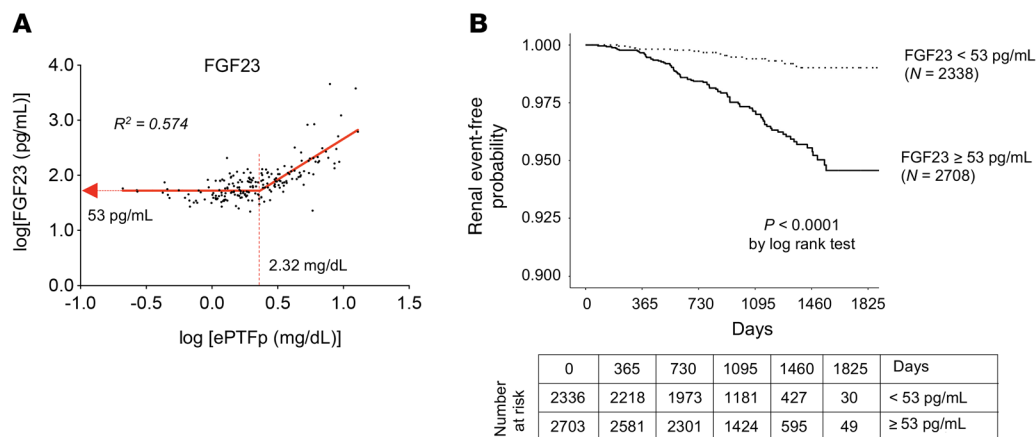 A
FGF23
4.0
3.0
2.0
1.0
0.0
-1.0
-0.5
0.0
0.5
1.0
1.5
log[FGF23 (pg/mL)]
R² = 0.574
53 pg/mL
2.32 mg/dL
log [ePTFp (mg/dL)]
B
1.000
0.975
0.950
0.925
0.900
Renal event-free
probability
FGF23 < 53 pg/mL
(N = 2338)
FGF23 ≥ 53 pg/mL
(N = 2708)
P < 0.0001
by log rank test
0 365 730 1095 1460 1825
Days
Number
at risk
0 365 730 1095 1460 1825 Days
2336 2218 1973 1181 427 30 < 53 pg/mL
2703 2581 2301 1424 595 49 ≥ 53 pg/mL